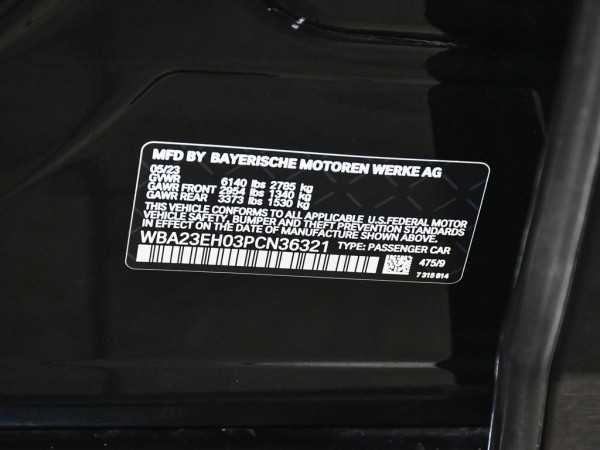 MFD BY BAYERISCHE MOTOREN WERKE AG
05/23
GVWR 6140 lbs 2785 kg
GAWR FRONT 2954 lbs 1340 kg
GAWR REAR 3373 lbs 1530 kg
THIS VEHICLE CONFORMS TO ALL APPLICABLE U.S.FEDERAL MOTOR
VEHICLE SAFETY, BUMPER AND THEFT PREVENTION STANDARDS
IN EFFECT ON THE DATE OF MANUFACTURE SHOWN ABOVE.
WBA23EH03PCN36321 TYPE: PASSENGER CAR
475/9
7 315 814